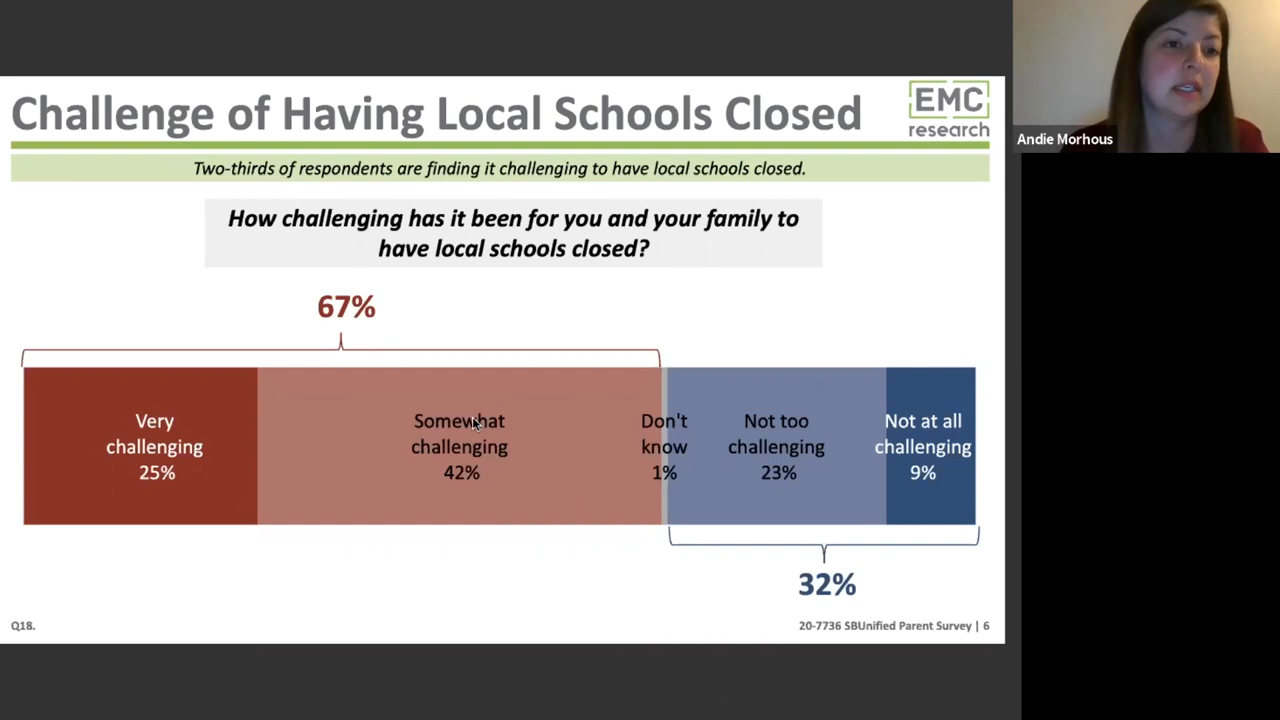 Challenge of Having Local Schools Closed
EMC
research
Andie Morhous
Two-thirds of respondents are finding it challenging to have local schools closed.
How challenging has it been for you and your family to
have local schools closed?
67%
Very
challenging
25%
Somewhat
challenging
42%
Don't
know
1%
Not too
challenging
23%
Not at all
challenging
9%
32%
Q18.
20-7736 SBUnified Parent Survey | 6